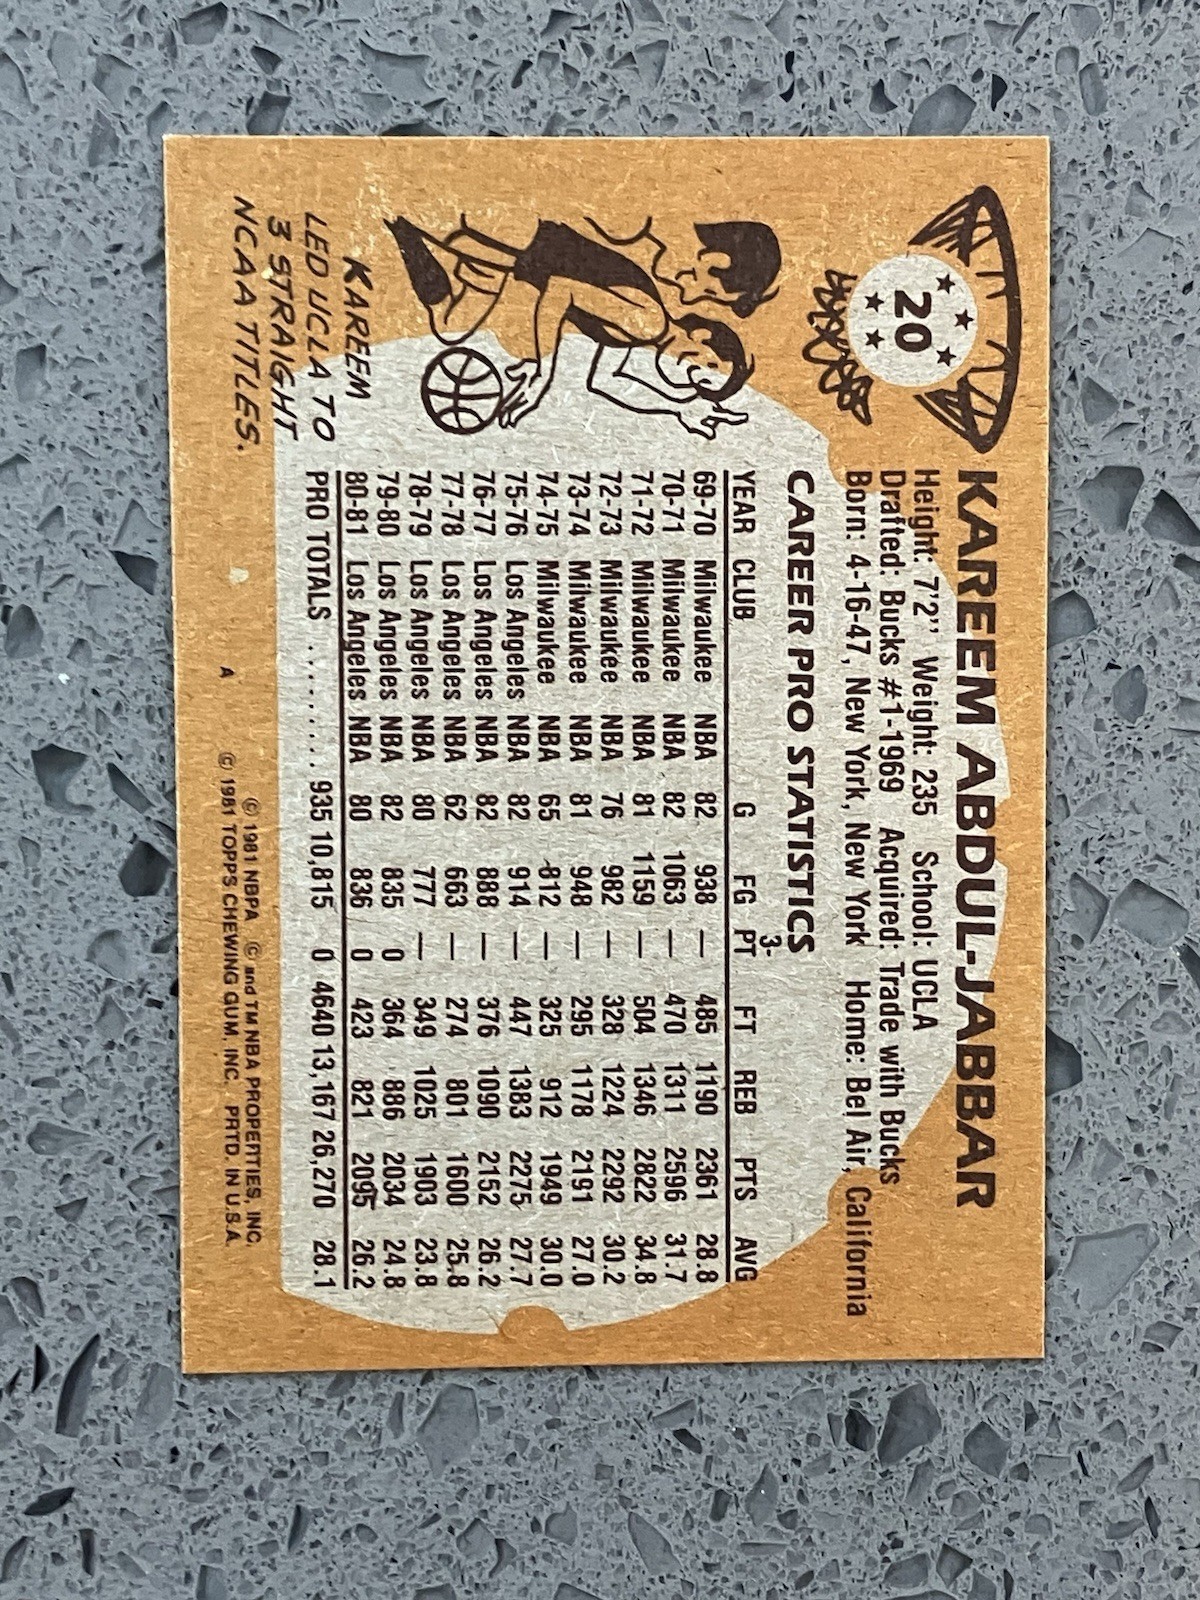 20
KAREEM ABDUL-JABBAR
Height: 7'2" Weight: 235 School: UCLA
Drafted: Bucks #1-1969 Acquired: Trade with Bucks
Born: 4-16-47, New York, New York Home: Bel Air, California
CAREER PRO STATISTICS
YEAR CLUB G FG 3-PT FT REB PTS AVG
69-70 Milwaukee NBA 82 938 — 485 1190 2361 28.8
70-71 Milwaukee NBA 82 1063 — 470 1311 2596 31.7
71-72 Milwaukee NBA 81 1159 — 504 1346 2822 34.8
72-73 Milwaukee NBA 76 982 — 328 1224 2292 30.2
73-74 Milwaukee NBA 81 948 — 295 1178 2191 27.0
74-75 Milwaukee NBA 65 812 — 325 912 1949 30.0
75-76 Los Angeles NBA 82 914 — 447 1383 2275 27.7
76-77 Los Angeles NBA 82 888 — 376 1090 2152 26.2
77-78 Los Angeles NBA 62 663 — 274 801 1600 25.8
78-79 Los Angeles NBA 80 777 — 349 1025 1903 23.8
79-80 Los Angeles NBA 82 835 0 364 886 2034 24.8
80-81 Los Angeles NBA 80 836 0 423 821 2095 26.2
PRO TOTALS .......... 935 10,815 0 4640 13,167 26,270 28.1
KAREEM
LED UCLA TO
3 STRAIGHT
NCAA TITLES.
© 1981 NBPA © and TM NBA PROPERTIES, INC.
A © 1981 TOPPS CHEWING GUM, INC. PRTD. IN U.S.A.